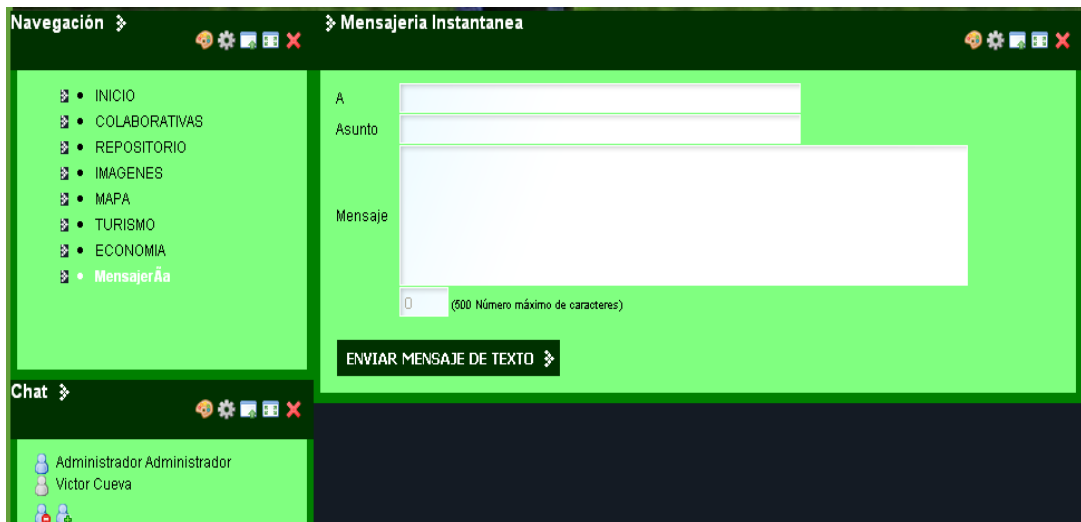 Navegación
INICIO
COLABORATIVAS
REPOSITORIO
IMAGENES
MAPA
TURISMO
ECONOMIA
MensajerÃa
Chat
Administrador Administrador
Victor Cueva
Mensajeria Instantanea
A
Asunto
Mensaje
0 (500 Número máximo de caracteres)
ENVIAR MENSAJE DE TEXTO